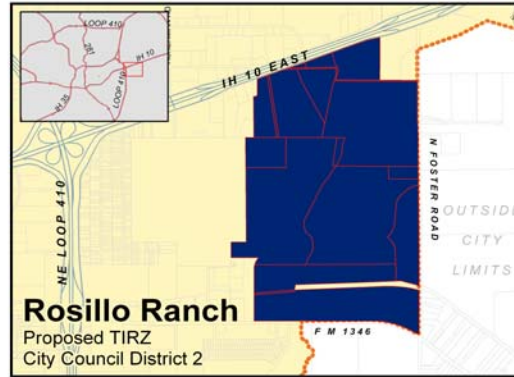 LOOP 410
281
IH 10
LOOP 410
IH 35
IH 10 EAST
NE LOOP 410
N FOSTER ROAD
OUTSIDE
CITY
LIMITS
Rosillo Ranch
Proposed TIRZ
City Council District 2
F M 1346